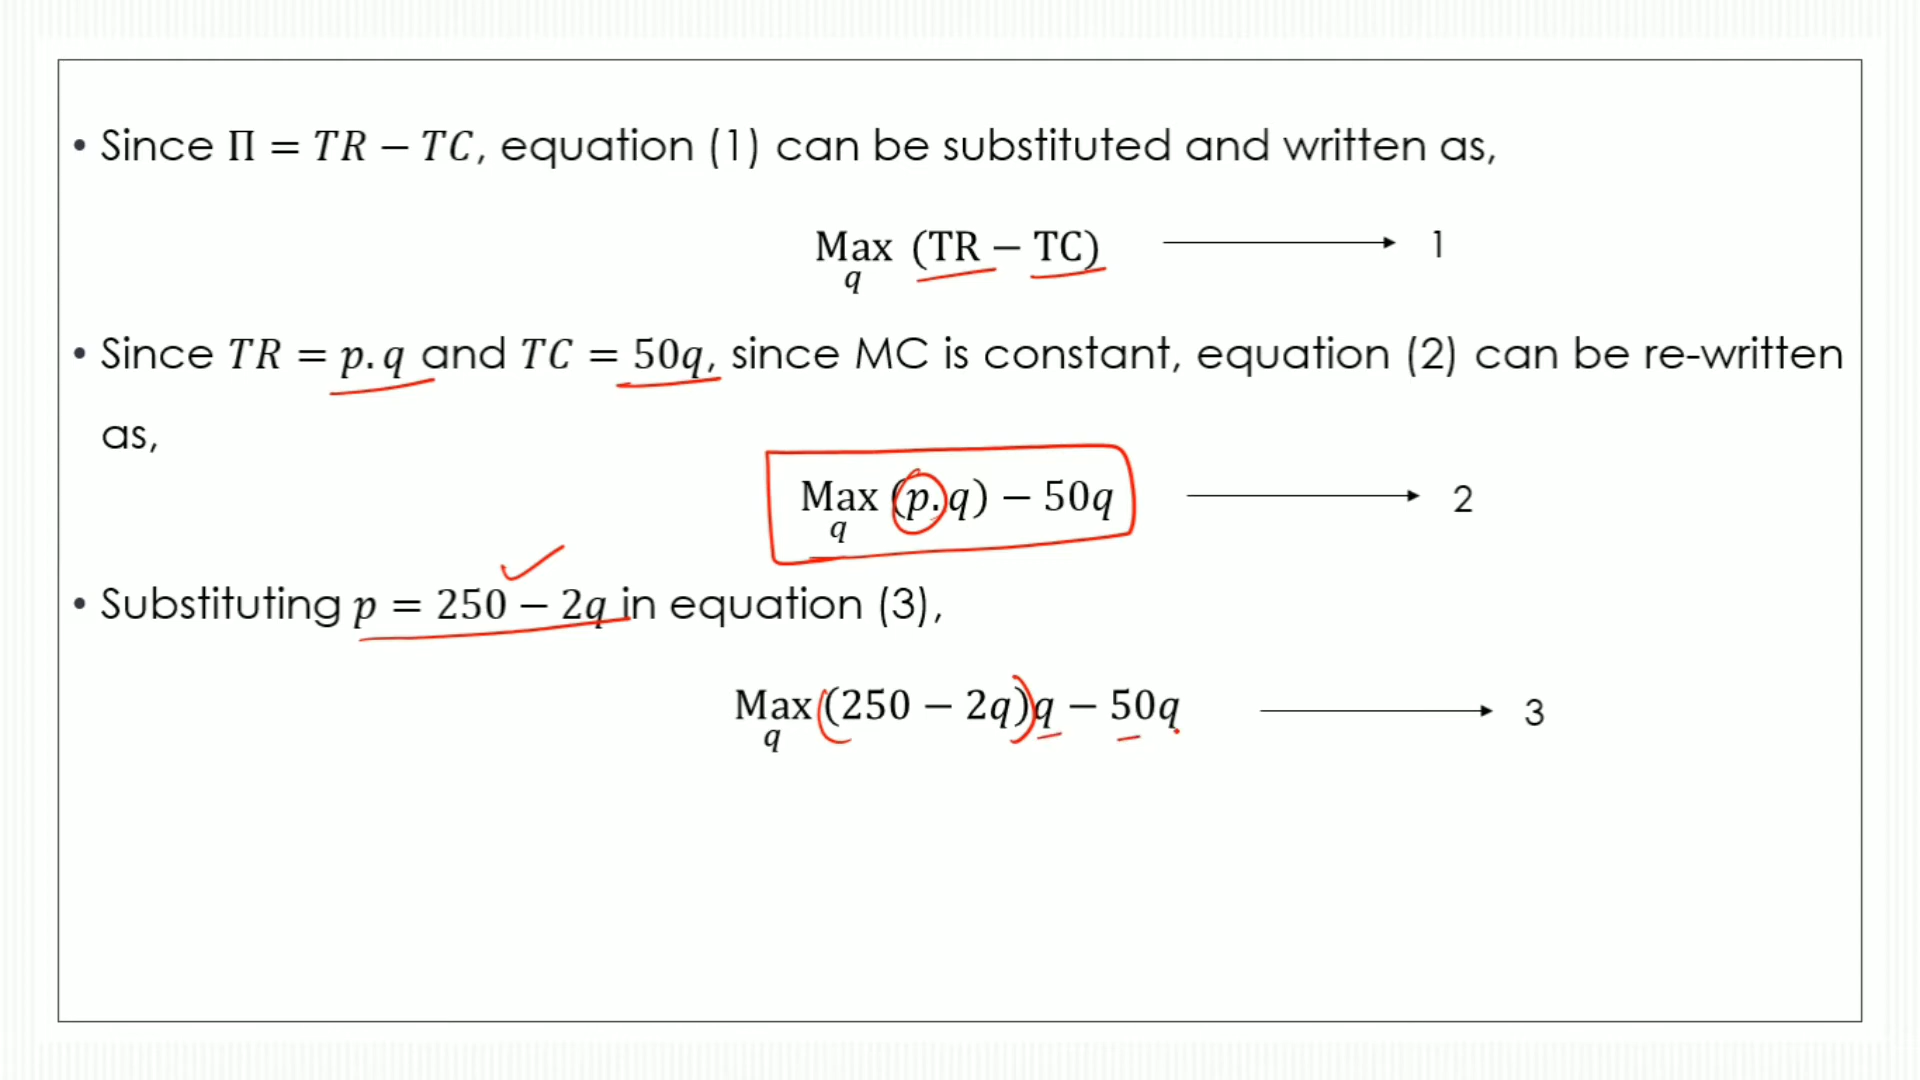 • Since Π = TR − TC, equation (1) can be substituted and written as,
Max (TR − TC) 1
q
• Since TR = p. q and TC = 50q, since MC is constant, equation (2) can be re-written
as,
Max (p. q) − 50q 2
q
• Substituting p = 250 − 2q in equation (3),
Max (250 − 2q)q − 50q 3
q